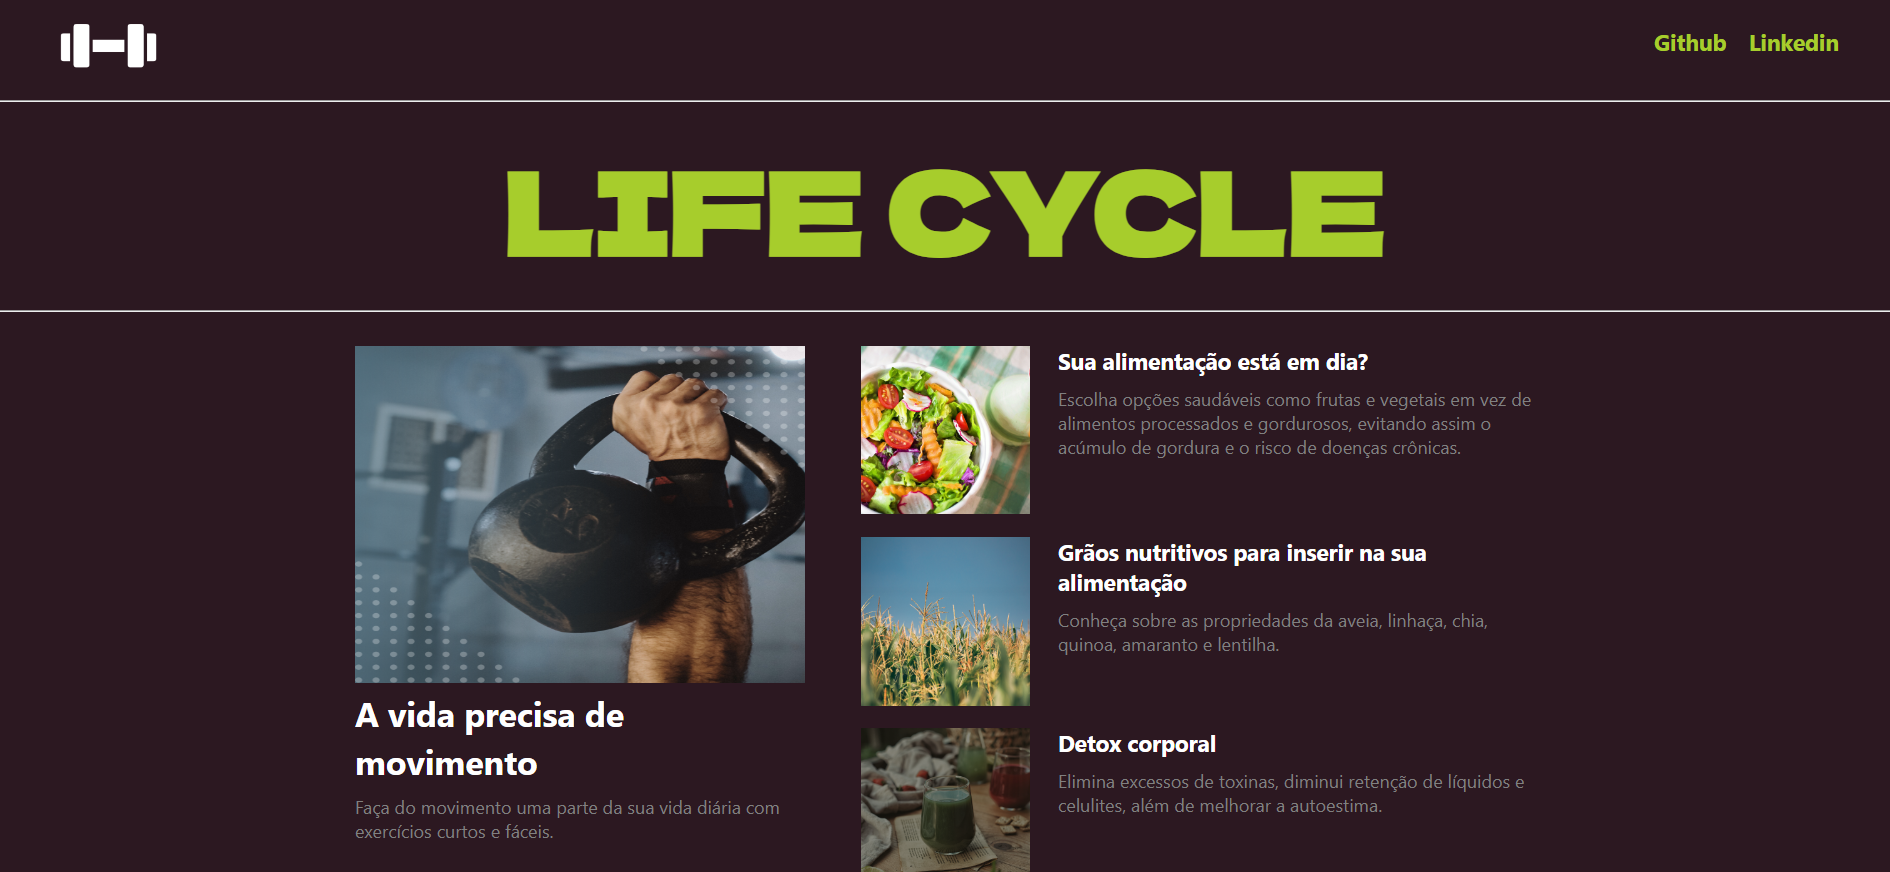 Github Linkedin
LIFE CYCLE
A vida precisa de
movimento
Faça do movimento uma parte da sua vida diária com
exercícios curtos e fáceis.
Sua alimentação está em dia?
Escolha opções saudáveis como frutas e vegetais em vez de
alimentos processados e gordurosos, evitando assim o
acúmulo de gordura e o risco de doenças crônicas.
Grãos nutritivos para inserir na sua
alimentação
Conheça sobre as propriedades da aveia, linhaça, chia,
quinoa, amaranto e lentilha.
Detox corporal
Elimina excessos de toxinas, diminui retenção de líquidos e
celulites, além de melhorar a autoestima.